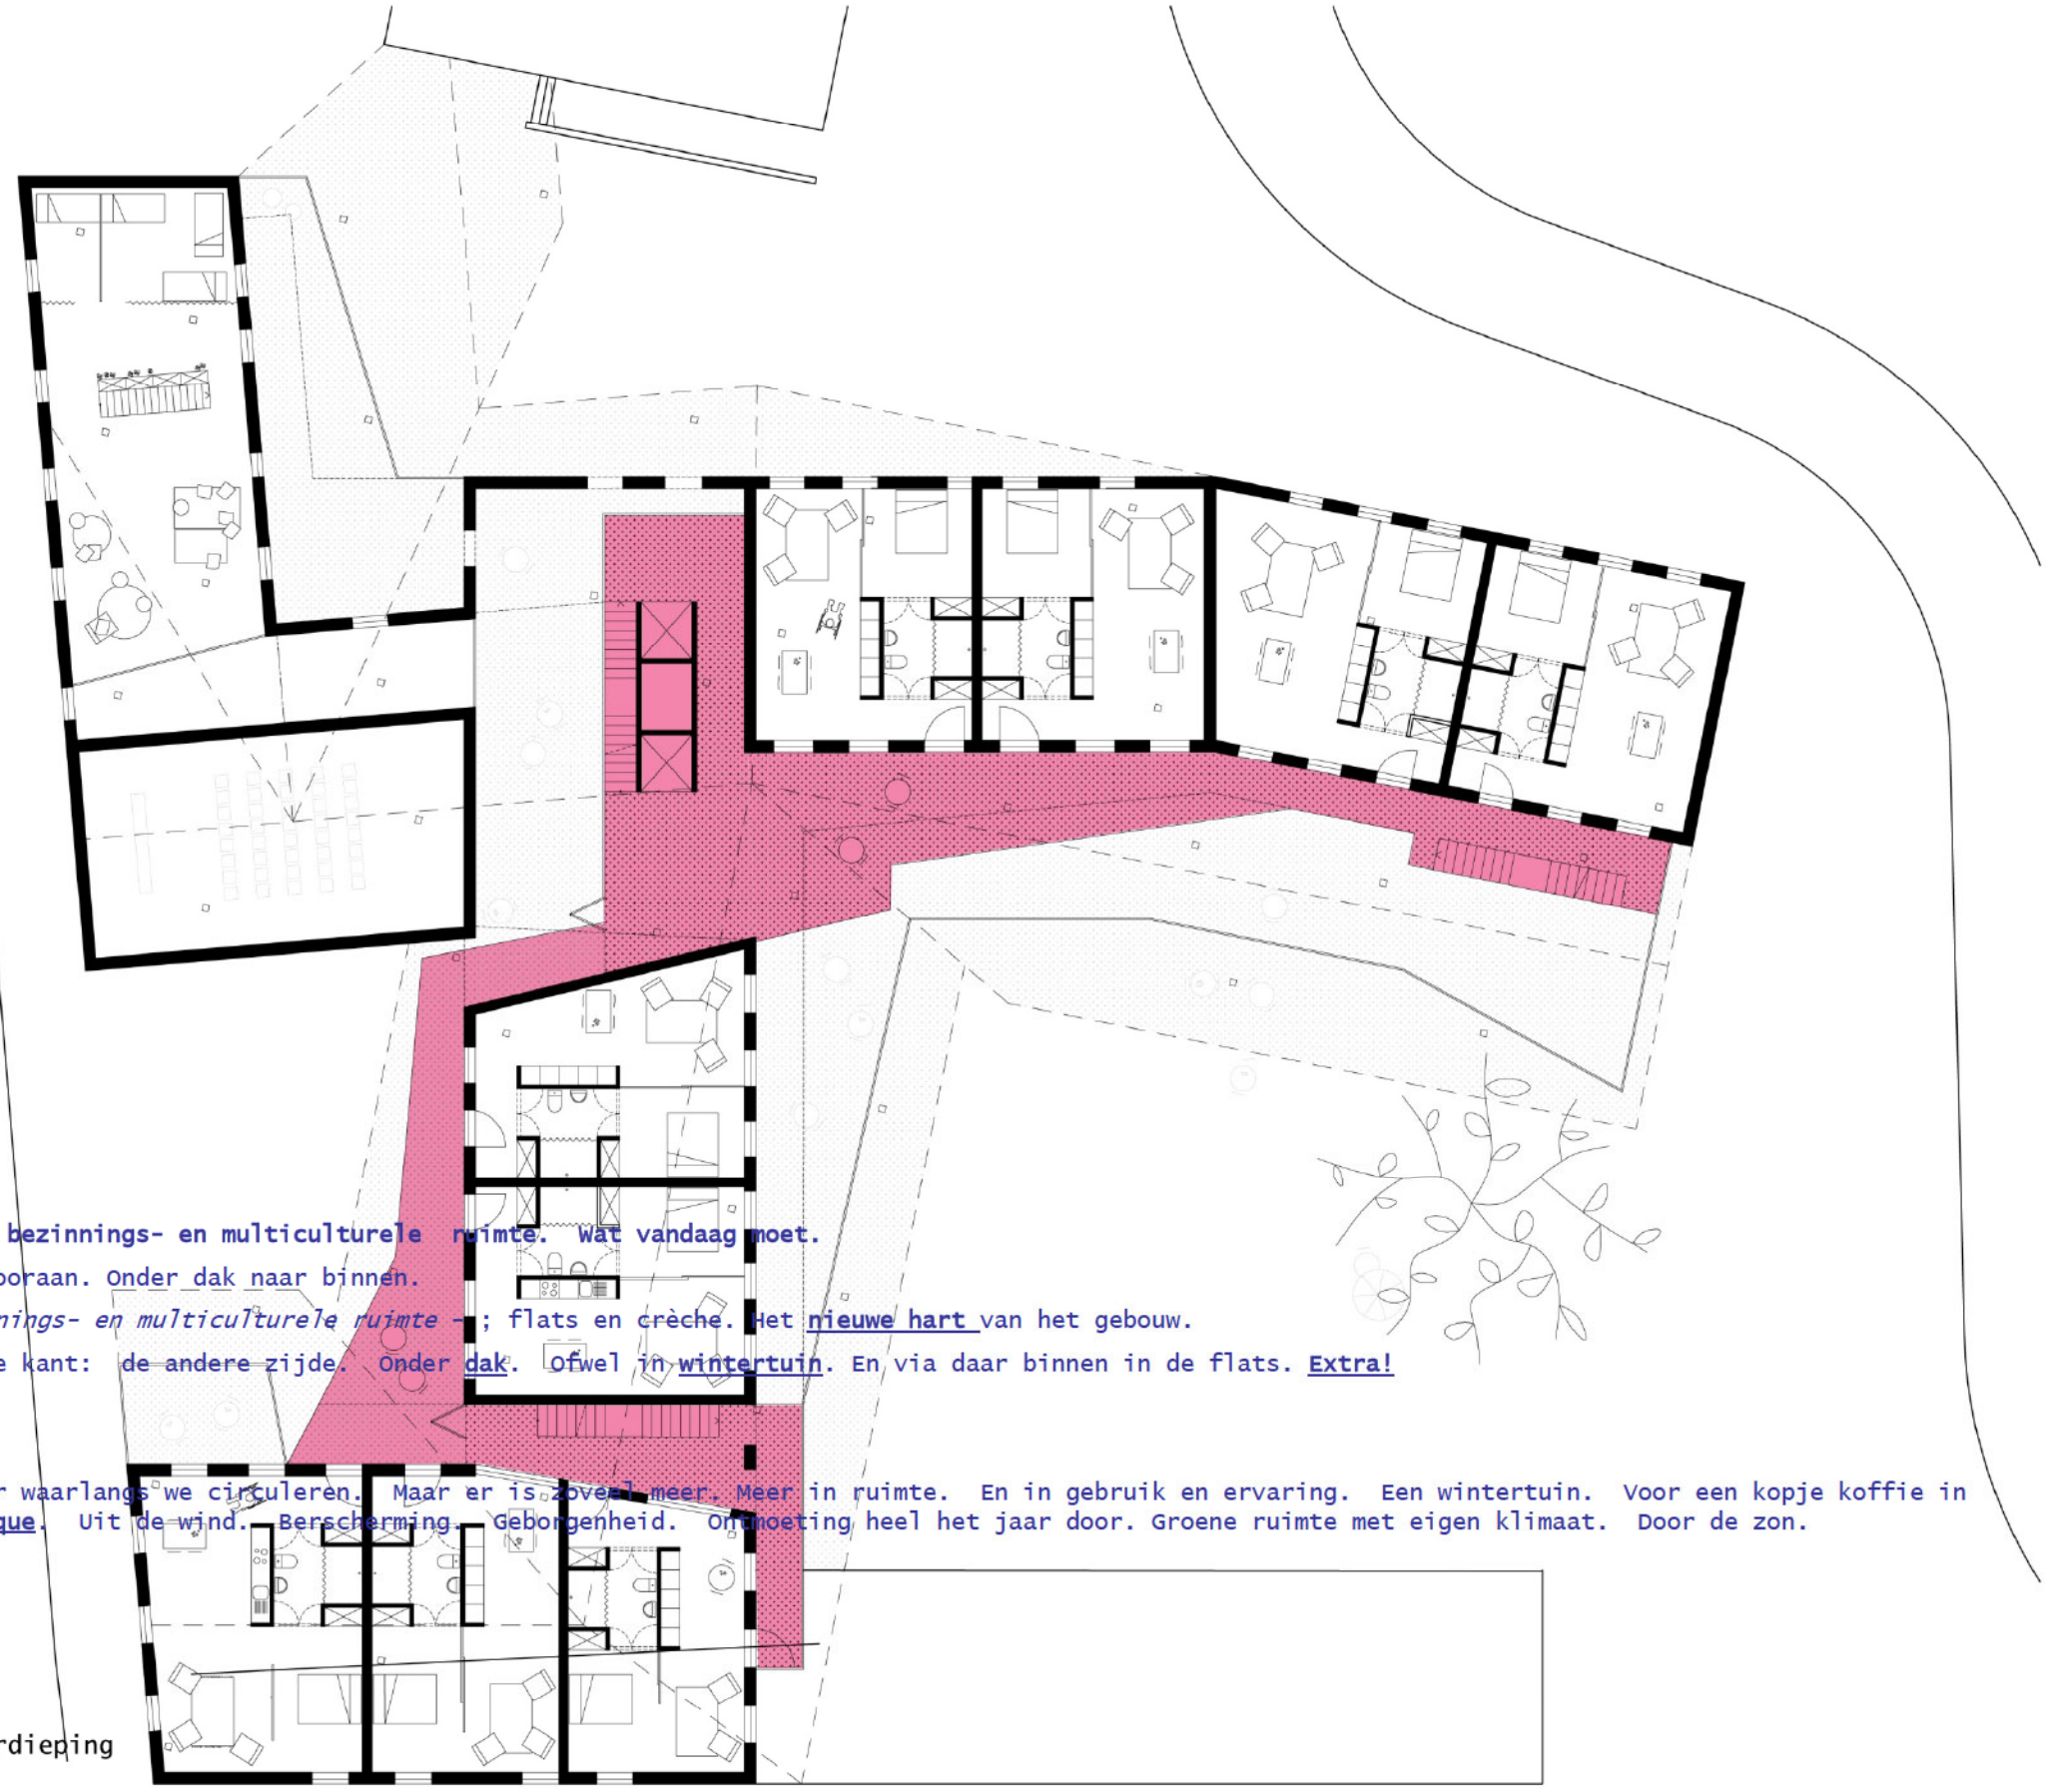 bezinnings- en multiculturele ruimte. Wat vandaag moet.
ooraan. Onder dak naar binnen.
nings- en multiculturele ruimte - ; flats en crèche. Het nieuwe hart van het gebouw.
e kant: de andere zijde. Onder dak. Ofwel in wintertuin. En via daar binnen in de flats. Extra!
r waarlangs we circuleren. Maar er is zoveel meer. Meer in ruimte. En in gebruik en ervaring. Een wintertuin. Voor een kopje koffie in
que. Uit de wind. Berscherming. Geborgenheid. Ontmoeting heel het jaar door. Groene ruimte met eigen klimaat. Door de zon.
rdieping